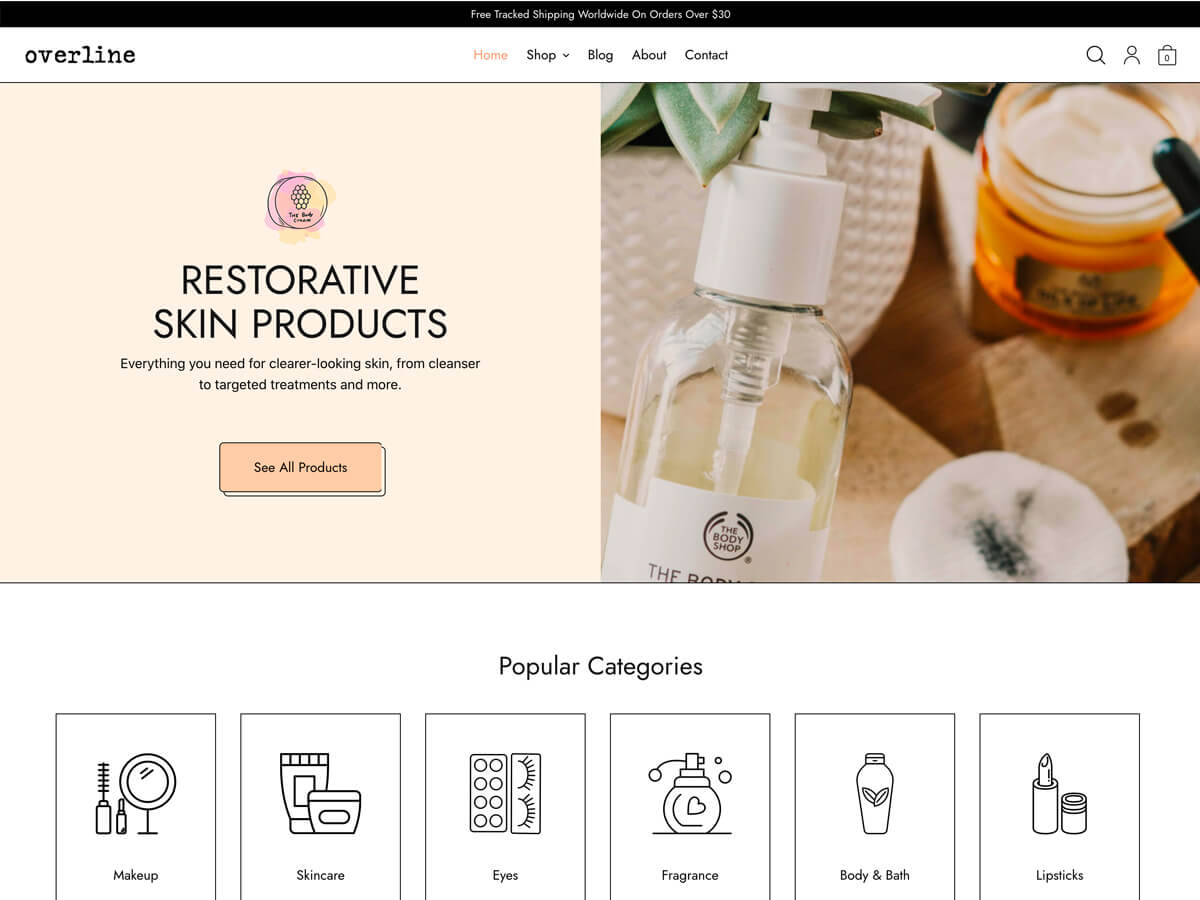 Free Tracked Shipping Worldwide On Orders Over $30
overline
Home Shop Blog About Contact
0
The Body
Cream
RESTORATIVE
SKIN PRODUCTS
Everything you need for clearer-looking skin, from cleanser
to targeted treatments and more.
See All Products
THE
BODY
SHOP
®
THE BODY
Popular Categories
Makeup
Skincare
Eyes
Fragrance
Body & Bath
Lipsticks